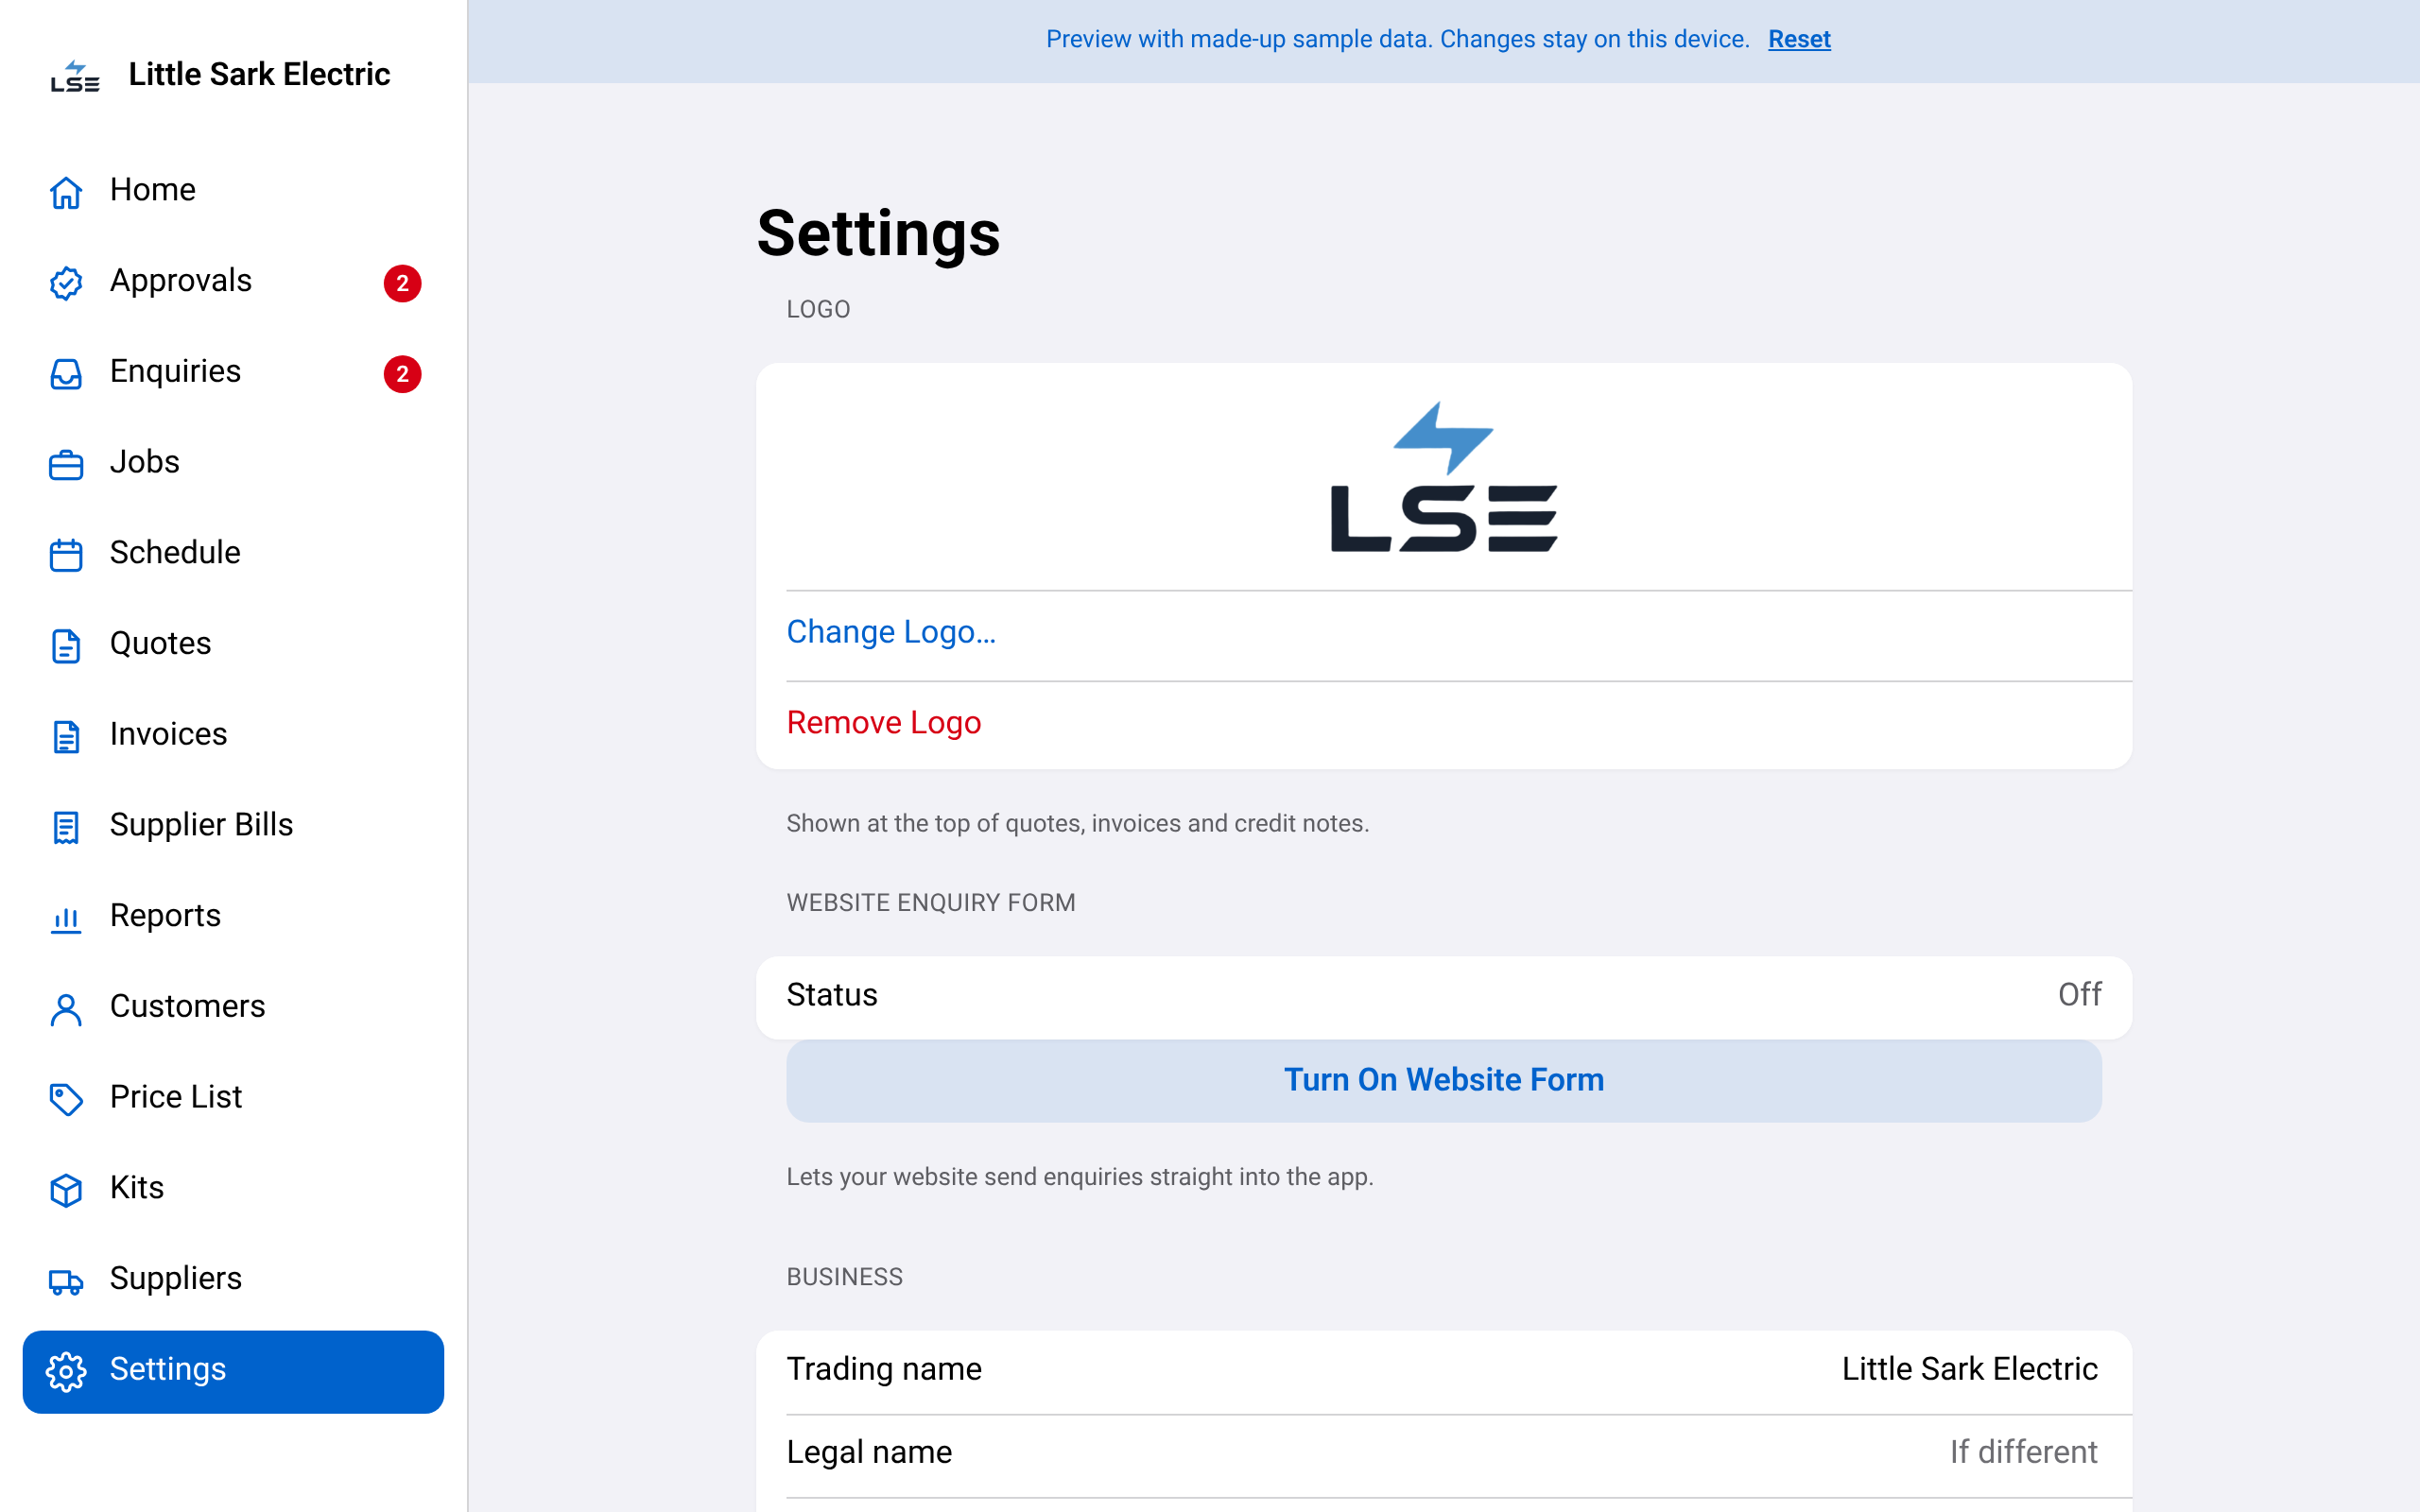 LSE Little Sark Electric
Home
Approvals 2
Enquiries 2
Jobs
Schedule
Quotes
Invoices
Supplier Bills
Reports
Customers
Price List
Kits
Suppliers
Settings
Preview with made-up sample data. Changes stay on this device. Reset
Settings
LOGO
LSE
Change Logo...
Remove Logo
Shown at the top of quotes, invoices and credit notes.
WEBSITE ENQUIRY FORM
Status Off
Turn On Website Form
Lets your website send enquiries straight into the app.
BUSINESS
Trading name Little Sark Electric
Legal name If different